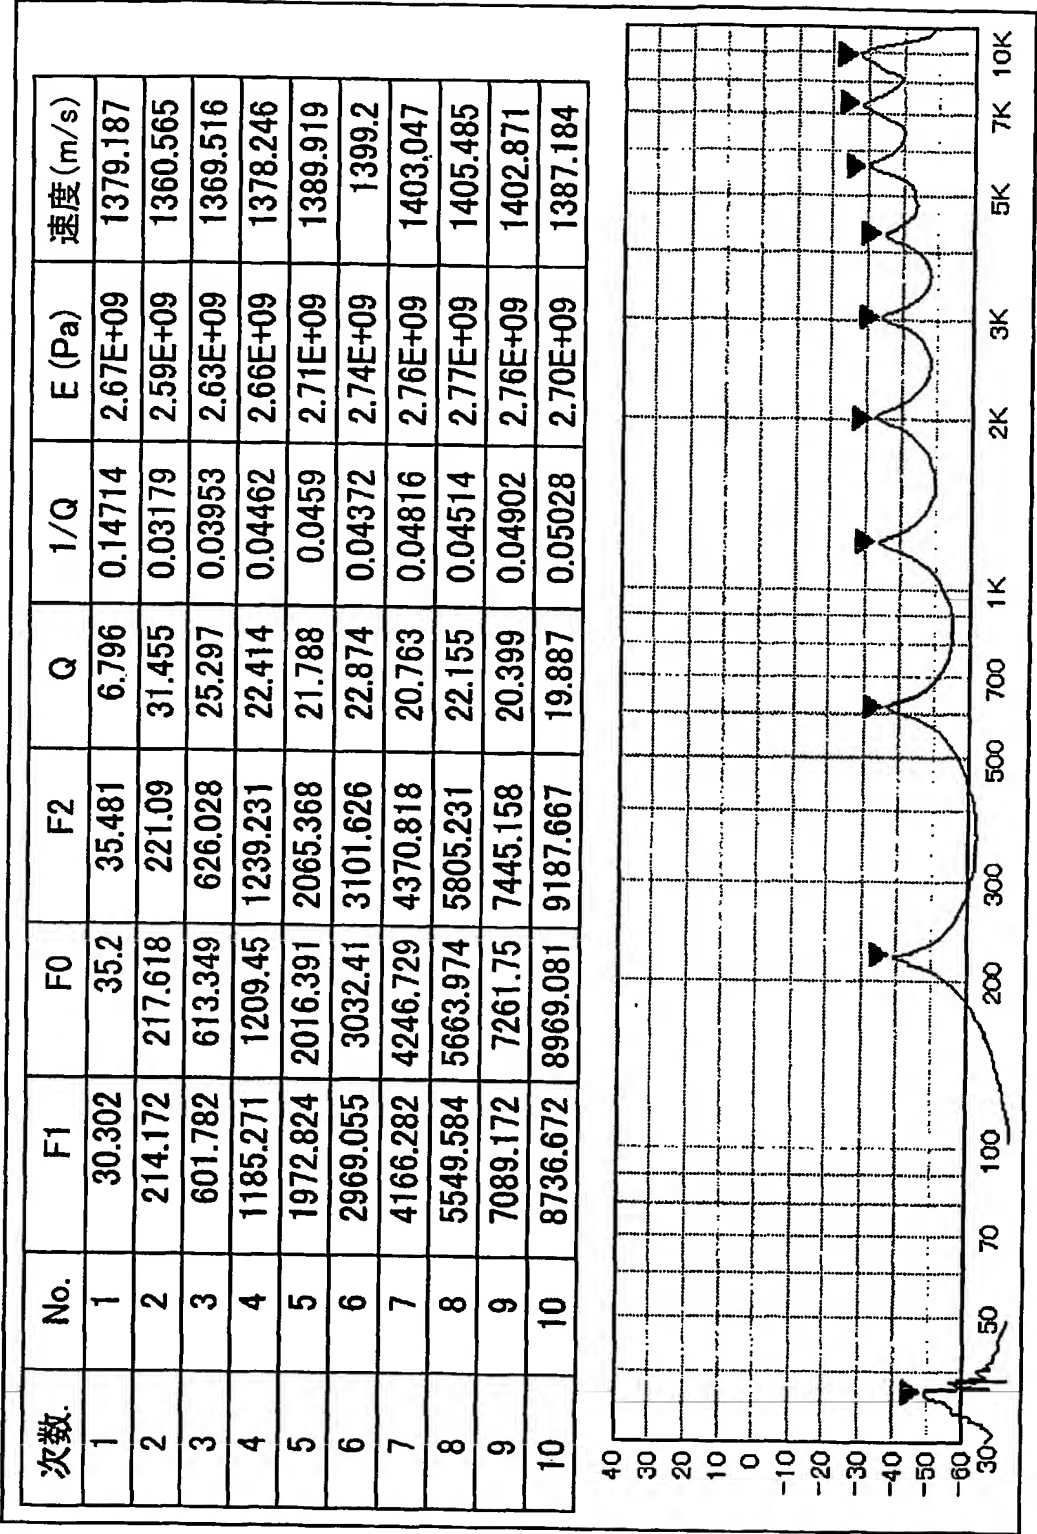 次数. No. F1 F0 F2 Q 1/Q E (Pa) 速度(m/s)
1 1 30.302 35.2 35.481 6.796 0.14714 2.67E+09 1379.187
2 2 214.172 217.618 221.09 31.455 0.03179 2.59E+09 1360.565
3 3 601.782 613.349 626.028 25.297 0.03953 2.63E+09 1369.516
4 4 1185.271 1209.45 1239.231 22.414 0.04462 2.66E+09 1378.246
5 5 1972.824 2016.391 2065.368 21.788 0.0459 2.71E+09 1389.919
6 6 2969.055 3032.41 3101.626 22.874 0.04372 2.74E+09 1399.2
7 7 4166.282 4246.729 4370.818 20.763 0.04816 2.76E+09 1403.047
8 8 5549.584 5663.974 5805.231 22.155 0.04514 2.77E+09 1405.485
9 9 7089.172 7261.75 7445.158 20.399 0.04902 2.76E+09 1402.871
10 10 8736.672 8969.081 9187.667 19.887 0.05028 2.70E+09 1387.184
40
30
20
10
0
-10
-20
-30
-40
-50
-60
30 50 70 100 200 300 500 700 1K 2K 3K 5K 7K 10K